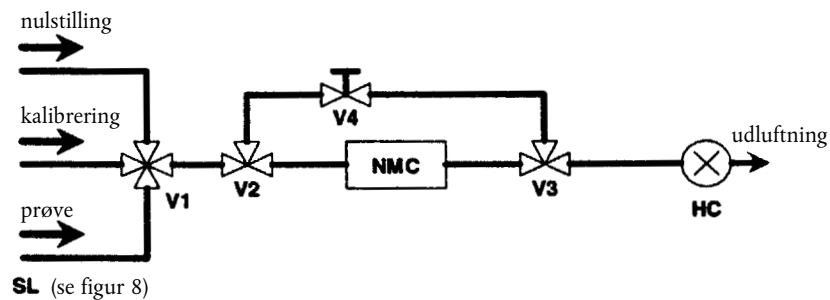 nulstilling
kalibrering
prøve
SL (se figur 8)
V1
V2
V4
NMC
V3
HC
udluftning